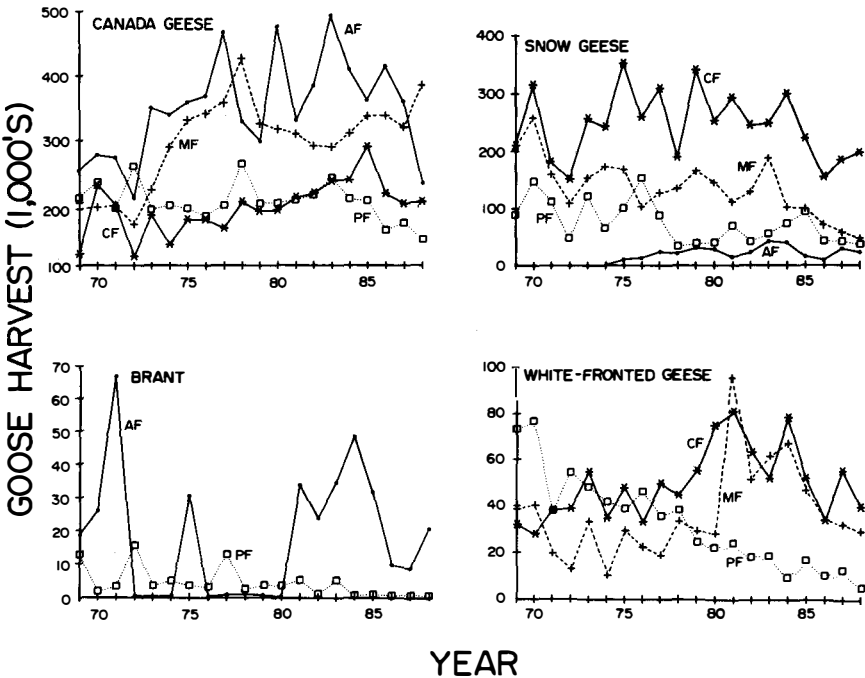 GOOSE HARVEST (1,000'S)
CANADA GEESE
500
400
300
200
100
70 75 80 85
AF
MF
CF
PF
SNOW GEESE
400
300
200
100
0
70 75 80 85
CF
MF
PF
AF
BRANT
70
60
50
40
30
20
10
0
70 75 80 85
AF
PF
WHITE-FRONTED GEESE
100
80
60
40
20
0
70 75 80 85
CF
MF
PF
YEAR